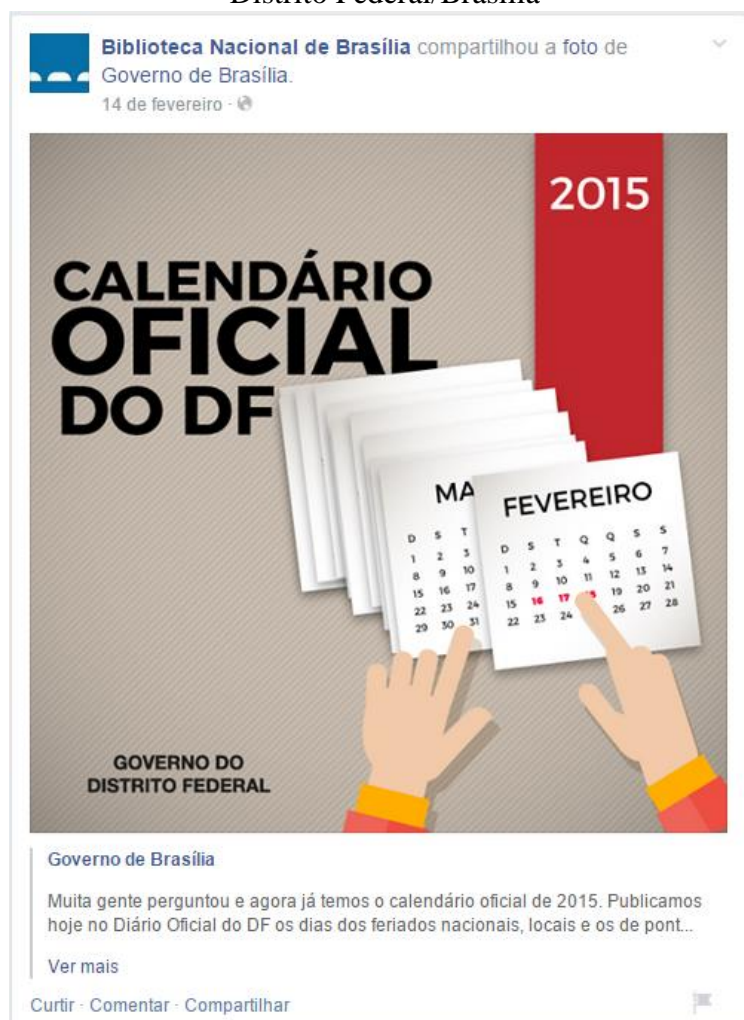 Distrito Federal/Brasília
Biblioteca Nacional de Brasília compartilhou a foto de
Governo de Brasília.
14 de fevereiro ·
2015
CALENDÁRIO
OFICIAL
DO DF
MA
D S T
1 2 3
8 9 10
15 16 17
22 23 24
29 30 31
FEVEREIRO
D S T Q Q S S
1 2 3 4 5 6 7
8 9 10 11 12 13 14
15 16 17 19 20 21
22 23 24 26 27 28
GOVERNO DO
DISTRITO FEDERAL
Governo de Brasília
Muita gente perguntou e agora já temos o calendário oficial de 2015. Publicamos
hoje no Diário Oficial do DF os dias dos feriados nacionais, locais e os de pont...
Ver mais
Curtir · Comentar · Compartilhar